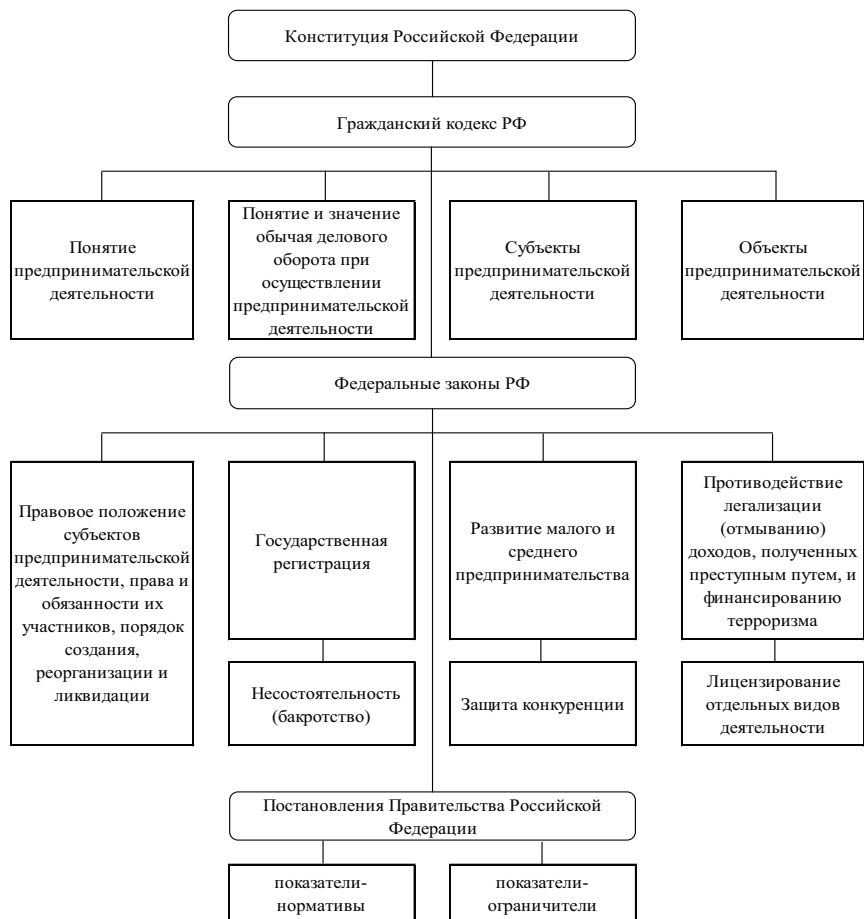 Конституция Российской Федерации
Гражданский кодекс РФ
Понятие
предпринимательской
деятельности
Понятие и значение
обычая делового
оборота при
осуществлении
предпринимательской
деятельности
Субъекты
предпринимательской
деятельности
Объекты
предпринимательской
деятельности
Федеральные законы РФ
Правовое положение
субъектов
предпринимательской
деятельности, права и
обязанности их
участников, порядок
создания,
реорганизации и
ликвидации
Государственная
регистрация
Развитие малого и
среднего
предпринимательства
Противодействие
легализации
(отмыванию)
доходов, полученных
преступным путем, и
финансированию
терроризма
Несостоятельность
(бакротство)
Защита конкуренции
Лицензирование
отдельных видов
деятельности
Постановления Правительства Российской
Федерации
показатели-
нормативы
показатели-
ограничители